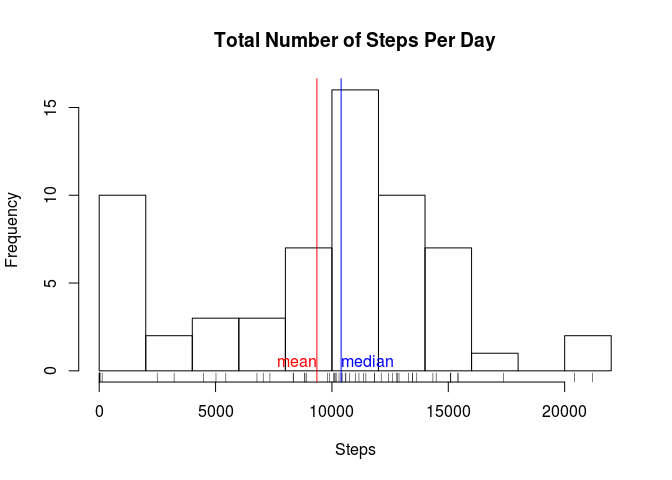 Total Number of Steps Per Day
Frequency
15
10
5
0
mean median
0 5000 10000 15000 20000
Steps